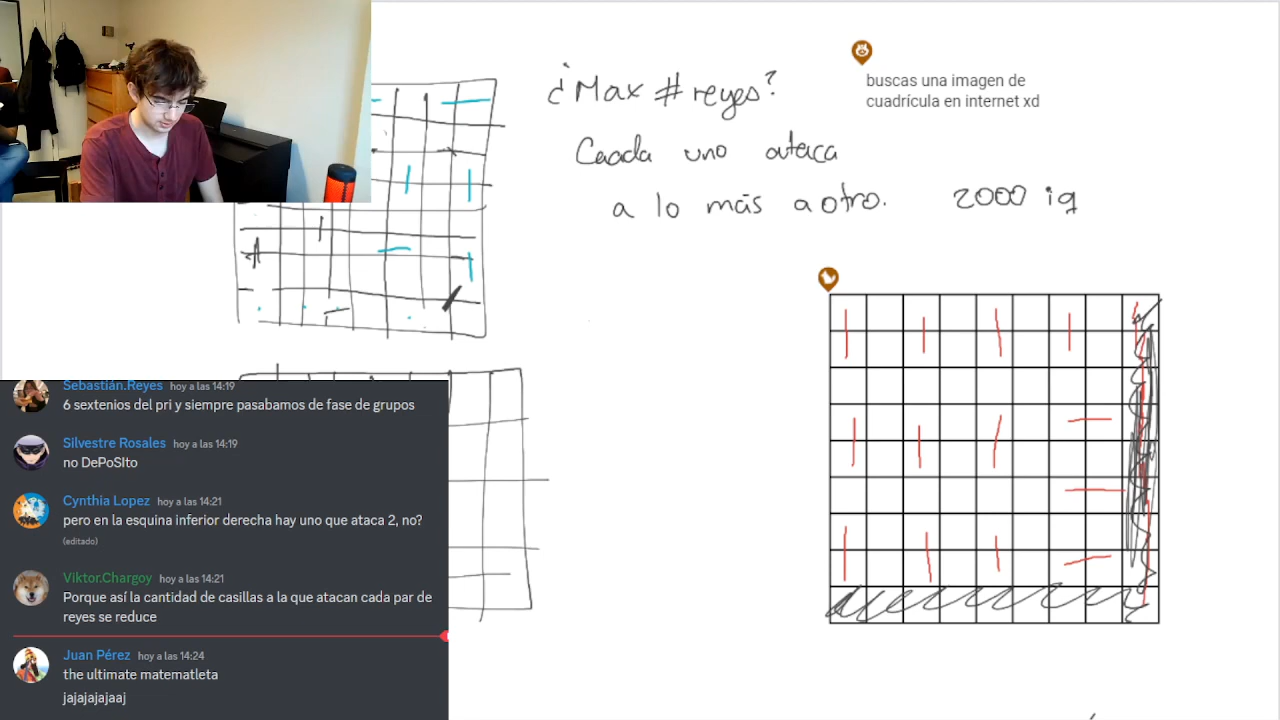 ¿Max # reyes?
Caada uno ataca
a lo más a otro.
2000 iq
buscas una imagen de
cuadrícula en internet xd
Sebastián.Reyes hoy a las 14:19
6 sextenios del pri y siempre pasabamos de fase de grupos
Silvestre Rosales hoy a las 14:19
no DePoSIto
Cynthia Lopez hoy a las 14:21
pero en la esquina inferior derecha hay uno que ataca 2, no?
(editado)
Viktor.Chargoy hoy a las 14:21
Porque así la cantidad de casillas a la que atacan cada par de
reyes se reduce
Juan Pérez hoy a las 14:24
the ultimate matematleta
jajajajajaaj